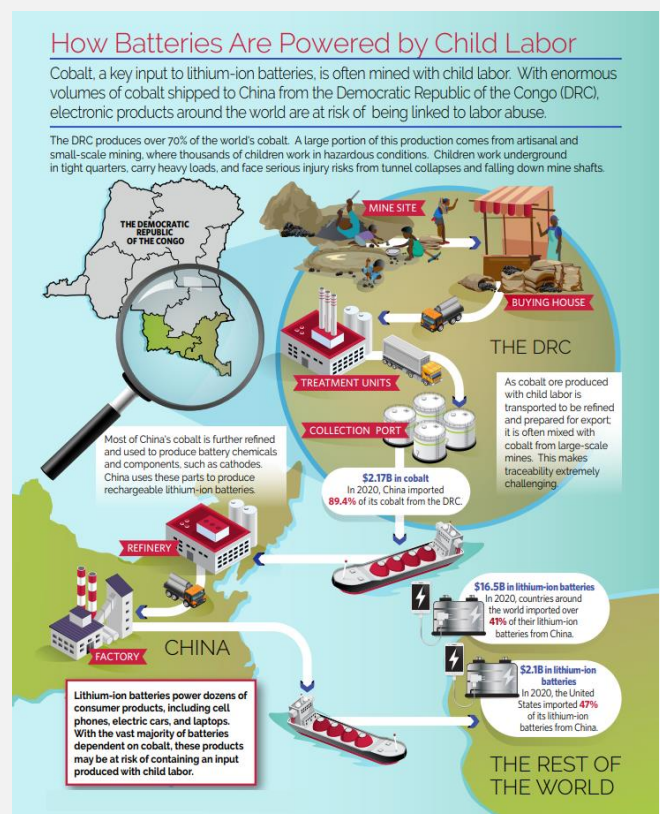 How Batteries Are Powered by Child Labor
Cobalt, a key input to lithium-ion batteries, is often mined with child labor. With enormous
volumes of cobalt shipped to China from the Democratic Republic of the Congo (DRC),
electronic products around the world are at risk of being linked to labor abuse.
The DRC produces over 70% of the world's cobalt. A large portion of this production comes from artisanal and
small-scale mining, where thousands of children work in hazardous conditions. Children work underground
in tight quarters, carry heavy loads, and face serious injury risks from tunnel collapses and falling down mine shafts.
THE DEMOCRATIC
REPUBLIC
OF THE CONGO
MINE SITE
BUYING HOUSE
THE DRC
TREATMENT UNITS
COLLECTION PORT
As cobalt ore produced
with child labor is
transported to be refined
and prepared for export;
it is often mixed with
cobalt from large-scale
mines. This makes
traceability extremely
challenging.
Most of China's cobalt is further refined
and used to produce battery chemicals
and components, such as cathodes.
China uses these parts to produce
rechargeable lithium-ion batteries.
$2.17B in cobalt
In 2020, China imported
89.4% of its cobalt from the DRC.
REFINERY
FACTORY
CHINA
$16.5B in lithium-ion batteries
In 2020, countries around
the world imported over
41% of their lithium-ion
batteries from China.
$2.1B in lithium-ion
batteries
In 2020, the United
States imported 47%
of its lithium-ion
batteries from China.
Lithium-ion batteries power dozens of
consumer products, including cell
phones, electric cars, and laptops.
With the vast majority of batteries
dependent on cobalt, these products
may be at risk of containing an input
produced with child labor.
THE REST OF
THE WORLD